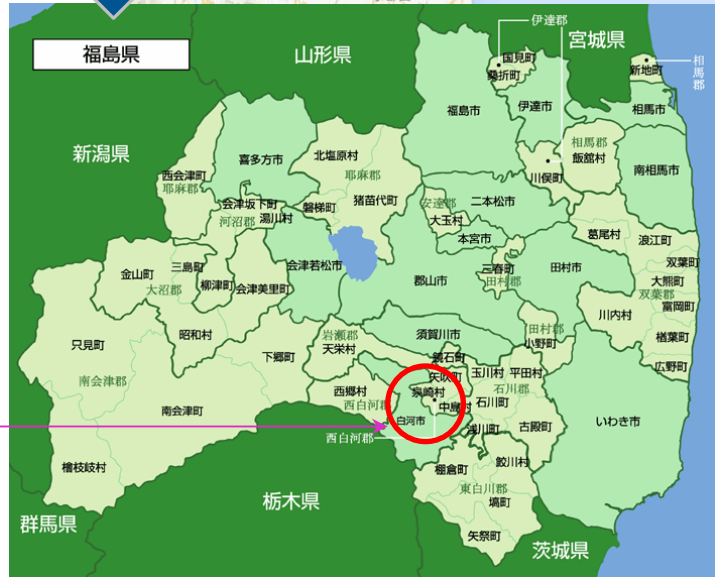 福島県
山形県
宮城県
新潟県
群馬県
栃木県
茨城県
伊達郡
国見町
桑折町
新地町
相馬郡
福島市
伊達市
相馬市
喜多方市
北塩原村
耶麻郡
相馬郡
飯舘村
川俣町
南相馬市
西会津町
耶麻郡
会津坂下町
河沼郡
湯川村
磐梯町
猪苗代町
安達郡
大玉村
二本松市
本宮市
葛尾村
浪江町
双葉町
大熊町
双葉郡
富岡町
楢葉町
広野町
金山町
三島町
大沼郡
柳津町
会津美里町
会津若松市
郡山市
三春町
田村郡
田村市
川内村
昭和村
只見町
南会津郡
下郷町
岩瀬郡
天栄村
須賀川市
鏡石町
田村郡
小野町
矢吹町
玉川村
平田村
石川郡
石川町
西郷村
西白河郡
泉崎村
中島村
白河市
浅川町
古殿町
いわき市
南会津町
西白河郡
檜枝岐村
棚倉町
鮫川村
東白川郡
塙町
矢祭町